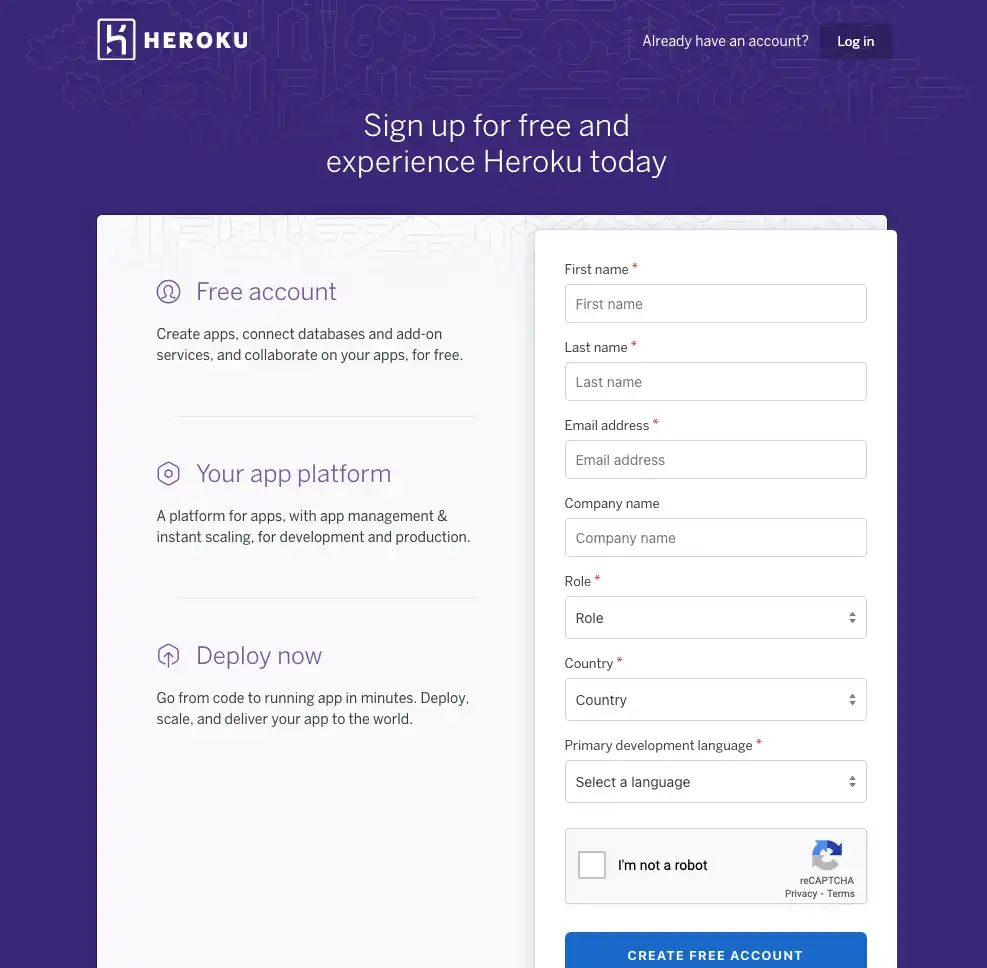 HEROKU
Already have an account?
Log in
Sign up for free and
experience Heroku today
Free account
Create apps, connect databases and add-on
services, and collaborate on your apps, for free.
Your app platform
A platform for apps, with app management &
instant scaling, for development and production.
Deploy now
Go from code to running app in minutes. Deploy,
scale, and deliver your app to the world.
First name *
First name
Last name *
Last name
Email address *
Email address
Company name
Company name
Role *
Role
Country *
Country
Primary development language *
Select a language
I'm not a robot
reCAPTCHA
Privacy - Terms
CREATE FREE ACCOUNT